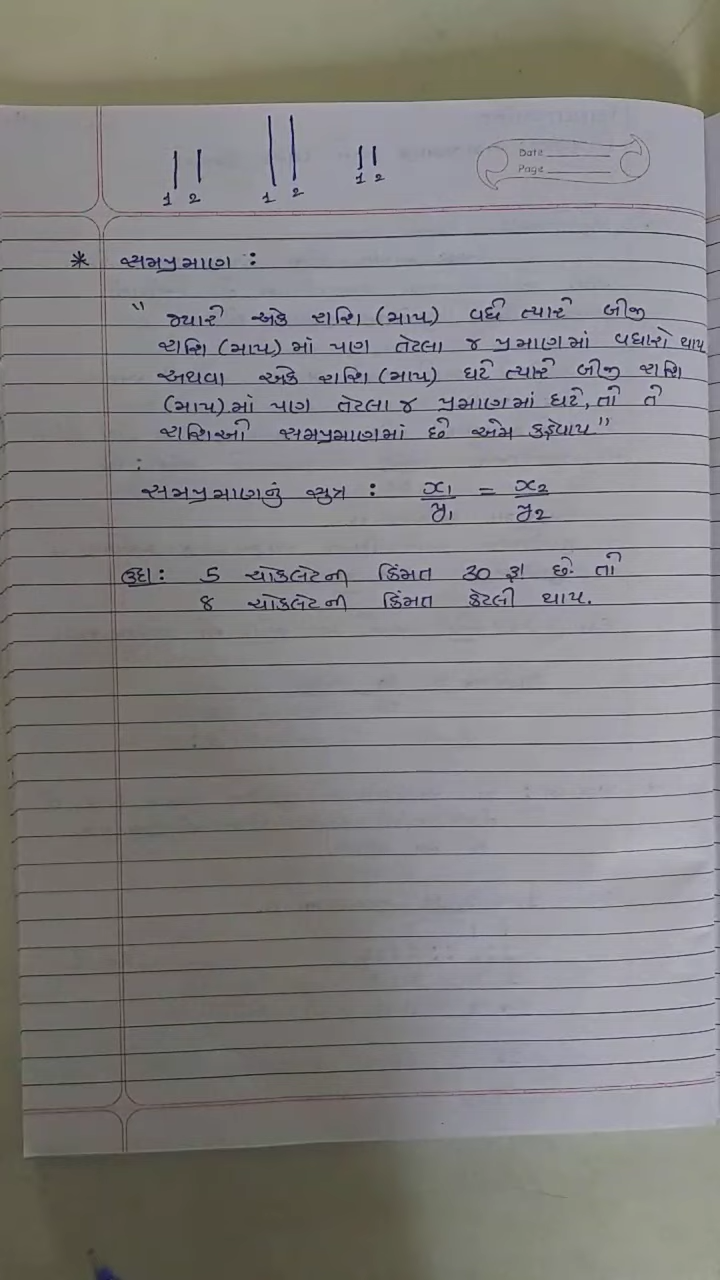 1 2 1 2 1 2
Date
Page
* સમપ્રમાણ :
" જ્યારે એક રાશિ (માપ) વધે ત્યારે બીજી
રાશિ (માપ) માં પણ તેટલા જ પ્રમાણમાં વધારો થાય
અથવા એક રાશિ (માપ) ઘટે ત્યારે બીજી રાશિ
(માપ) માં પણ તેટલા જ પ્રમાણમાં ઘટે, તો તે
રાશિઓ સમપ્રમાણમાં છે એમ કહેવાય"
:
સમપ્રમાણનું સુત્ર : x1/y1 = x2/y2
ઉદા: 5 ચોકલેટની કિંમત 30 રૂા છે. તો
8 ચોકલેટની કિંમત કેટલી થાય.